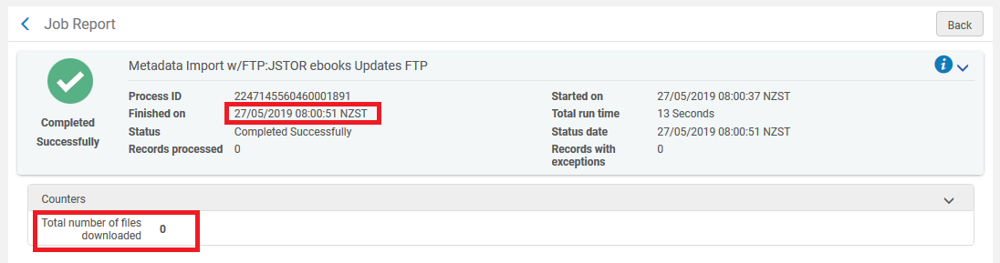 Job Report
Back
Metadata Import w/FTP:JSTOR ebooks Updates FTP
i
Process ID 2247145560460001891 Started on 27/05/2019 08:00:37 NZST
Finished on 27/05/2019 08:00:51 NZST Total run time 13 Seconds
Completed Status Completed Successfully Status date 27/05/2019 08:00:51 NZST
Successfully Records processed 0 Records with 0
exceptions
Counters
Total number of files 0
downloaded